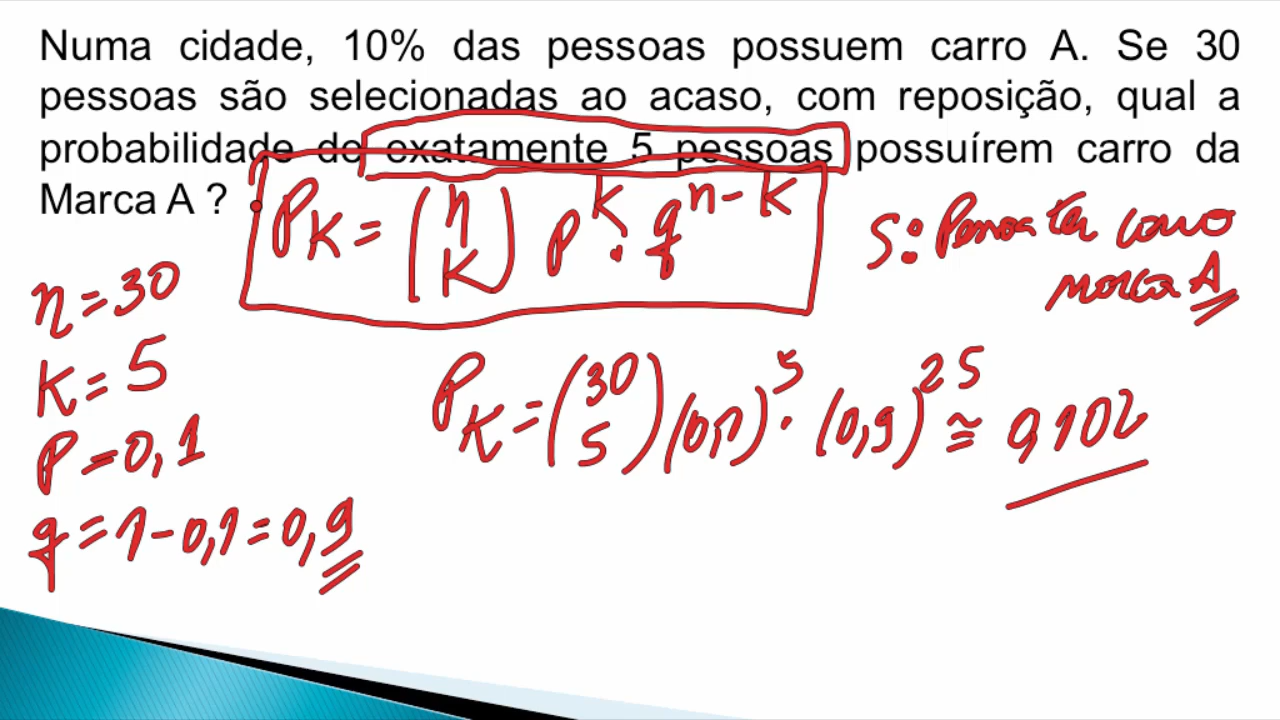 Numa cidade, 10% das pessoas possuem carro A. Se 30
pessoas são selecionadas ao acaso, com reposição, qual a
probabilidade de exatamente 5 pessoas possuírem carro da
Marca A ?
P_K = (n K) p^K · q^(n-K)
S: Pessoa ter carro
marca A
n = 30
K = 5
P = 0,1
q = 1 - 0,1 = 0,9
P_K = (30 5) (0,1)^5 · (0,9)^25 ≅ 0,102